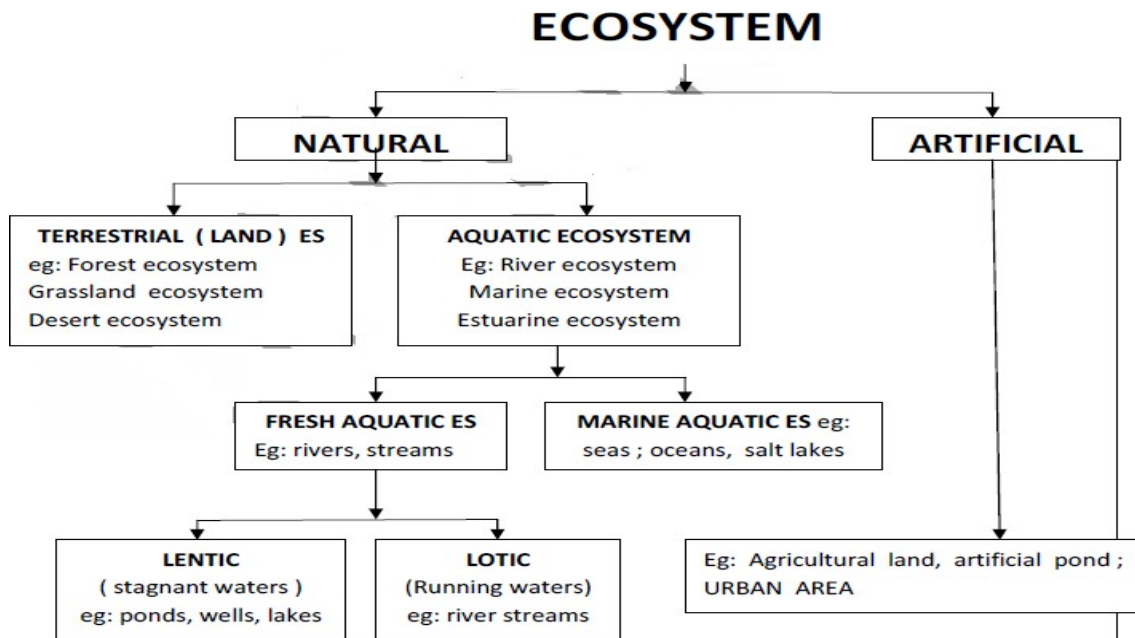 ECOSYSTEM
NATURAL
ARTIFICIAL
TERRESTRIAL ( LAND ) ES
eg: Forest ecosystem
Grassland ecosystem
Desert ecosystem
AQUATIC ECOSYSTEM
Eg: River ecosystem
Marine ecosystem
Estuarine ecosystem
FRESH AQUATIC ES
Eg: rivers, streams
MARINE AQUATIC ES eg:
seas ; oceans, salt lakes
LENTIC
( stagnant waters )
eg: ponds, wells, lakes
LOTIC
(Running waters)
eg: river streams
Eg: Agricultural land, artificial pond ;
URBAN AREA